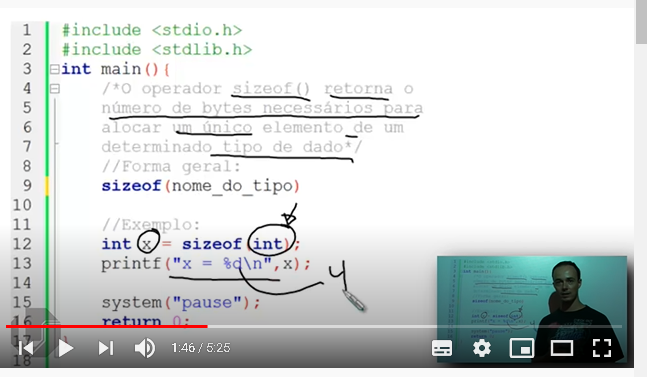 1 #include <stdio.h>
2 #include <stdlib.h>
3 int main(){
4 /*O operador sizeof() retorna o
5 número de bytes necessários para
6 alocar um único elemento de um
7 determinado tipo de dado*/
8 //Forma geral:
9 sizeof(nome_do_tipo)
10
11 //Exemplo:
12 int x = sizeof(int);
13 printf("x = %d\n",x);
4
14
15 system("pause");
16 return 0;
17
18
1:46 / 5:25